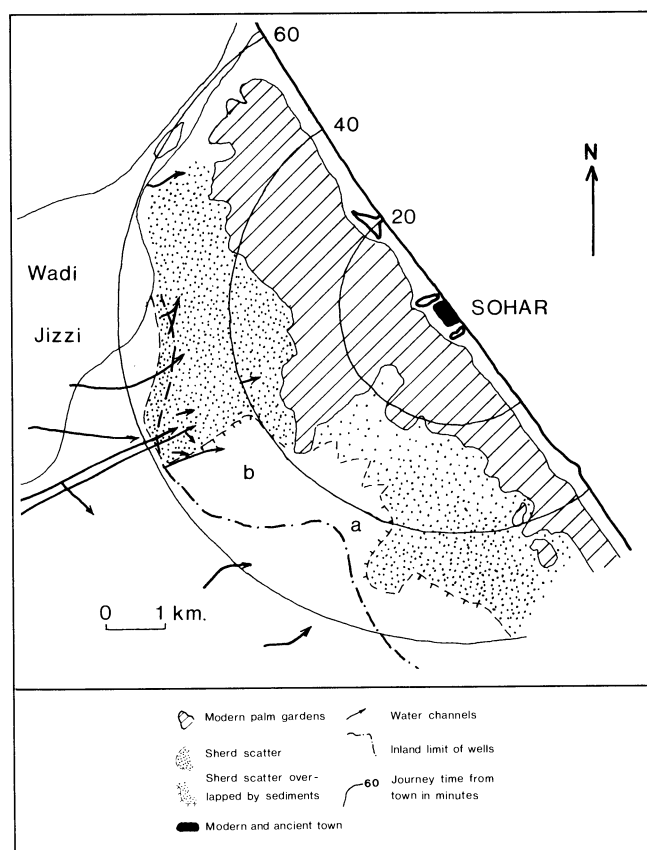 60
40
N
20
Wadi
SOHAR
Jizzi
b
a
0 1 km.
Modern palm gardens
Water channels
Sherd scatter
Inland limit of wells
Sherd scatter over-
lapped by sediments
60 Journey time from
town in minutes
Modern and ancient town